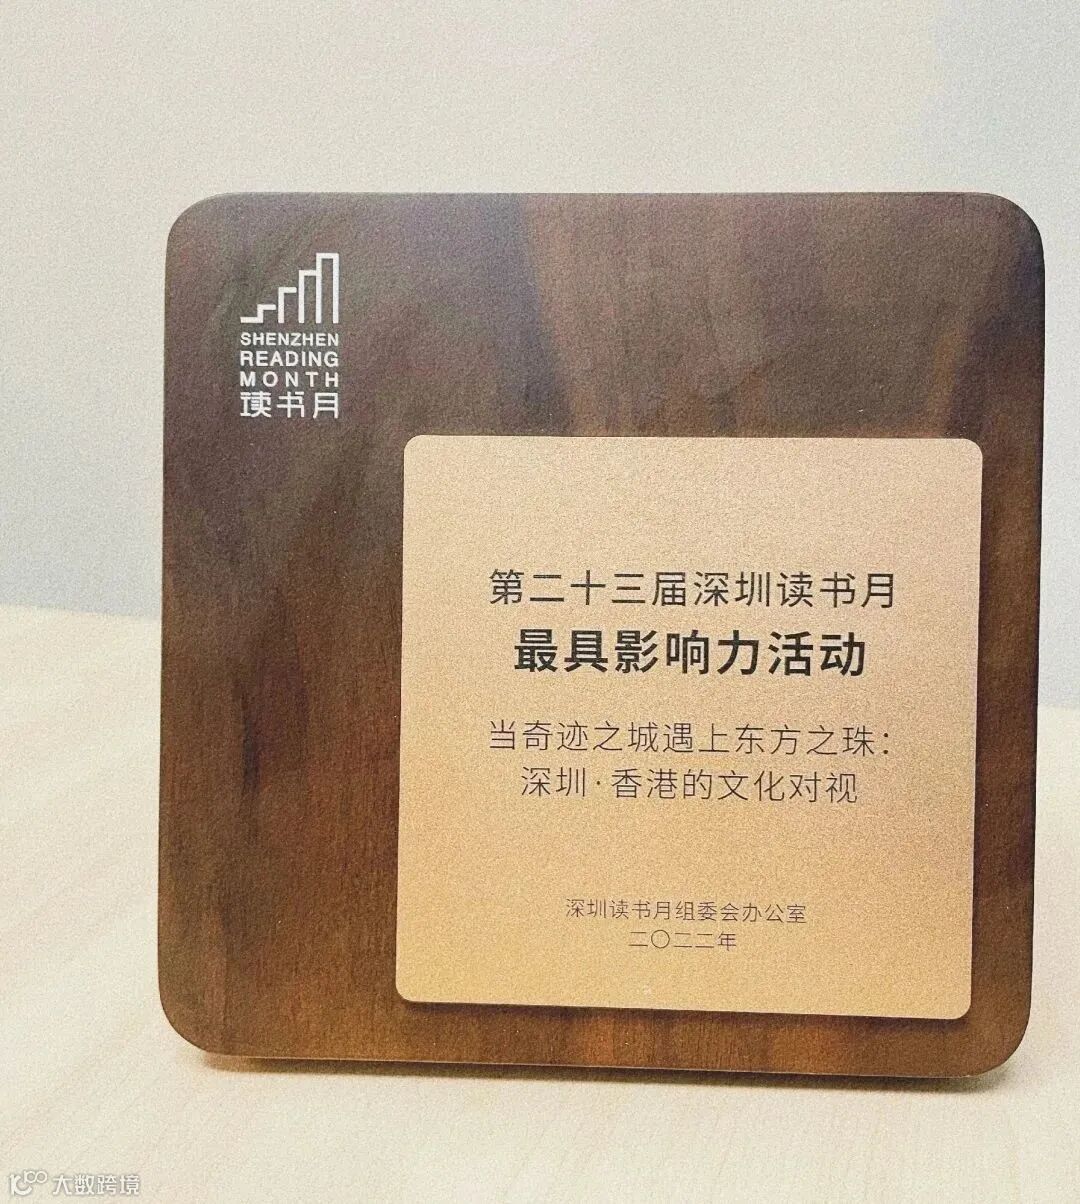 SHENZHEN
READING
MONTH
读书月
第二十三届深圳读书月
最具影响力活动
当奇迹之城遇上东方之珠：
深圳·香港的文化对视
深圳读书月组委会办公室
二〇二二年
大数跨境